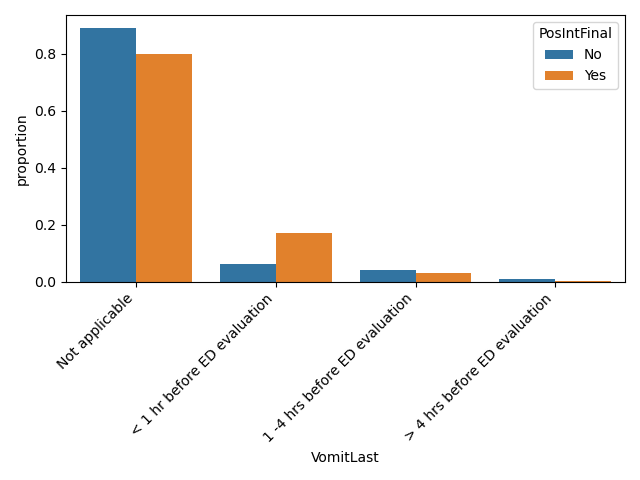 PosIntFinal
No
Yes
proportion
0.8
0.6
0.4
0.2
0.0
Not applicable
< 1 hr before ED evaluation
1 -4 hrs before ED evaluation
> 4 hrs before ED evaluation
VomitLast